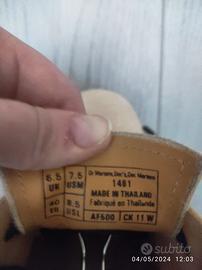 6.5 UK
7.5 USM
40 EU
8.5 USL
Dr. Martens, Doc's, Doc Martens
1461
MADE IN THAILAND
Fabriqué en Thaïlande
AF500
CK 11 W
subito
04/05/2024 12:03